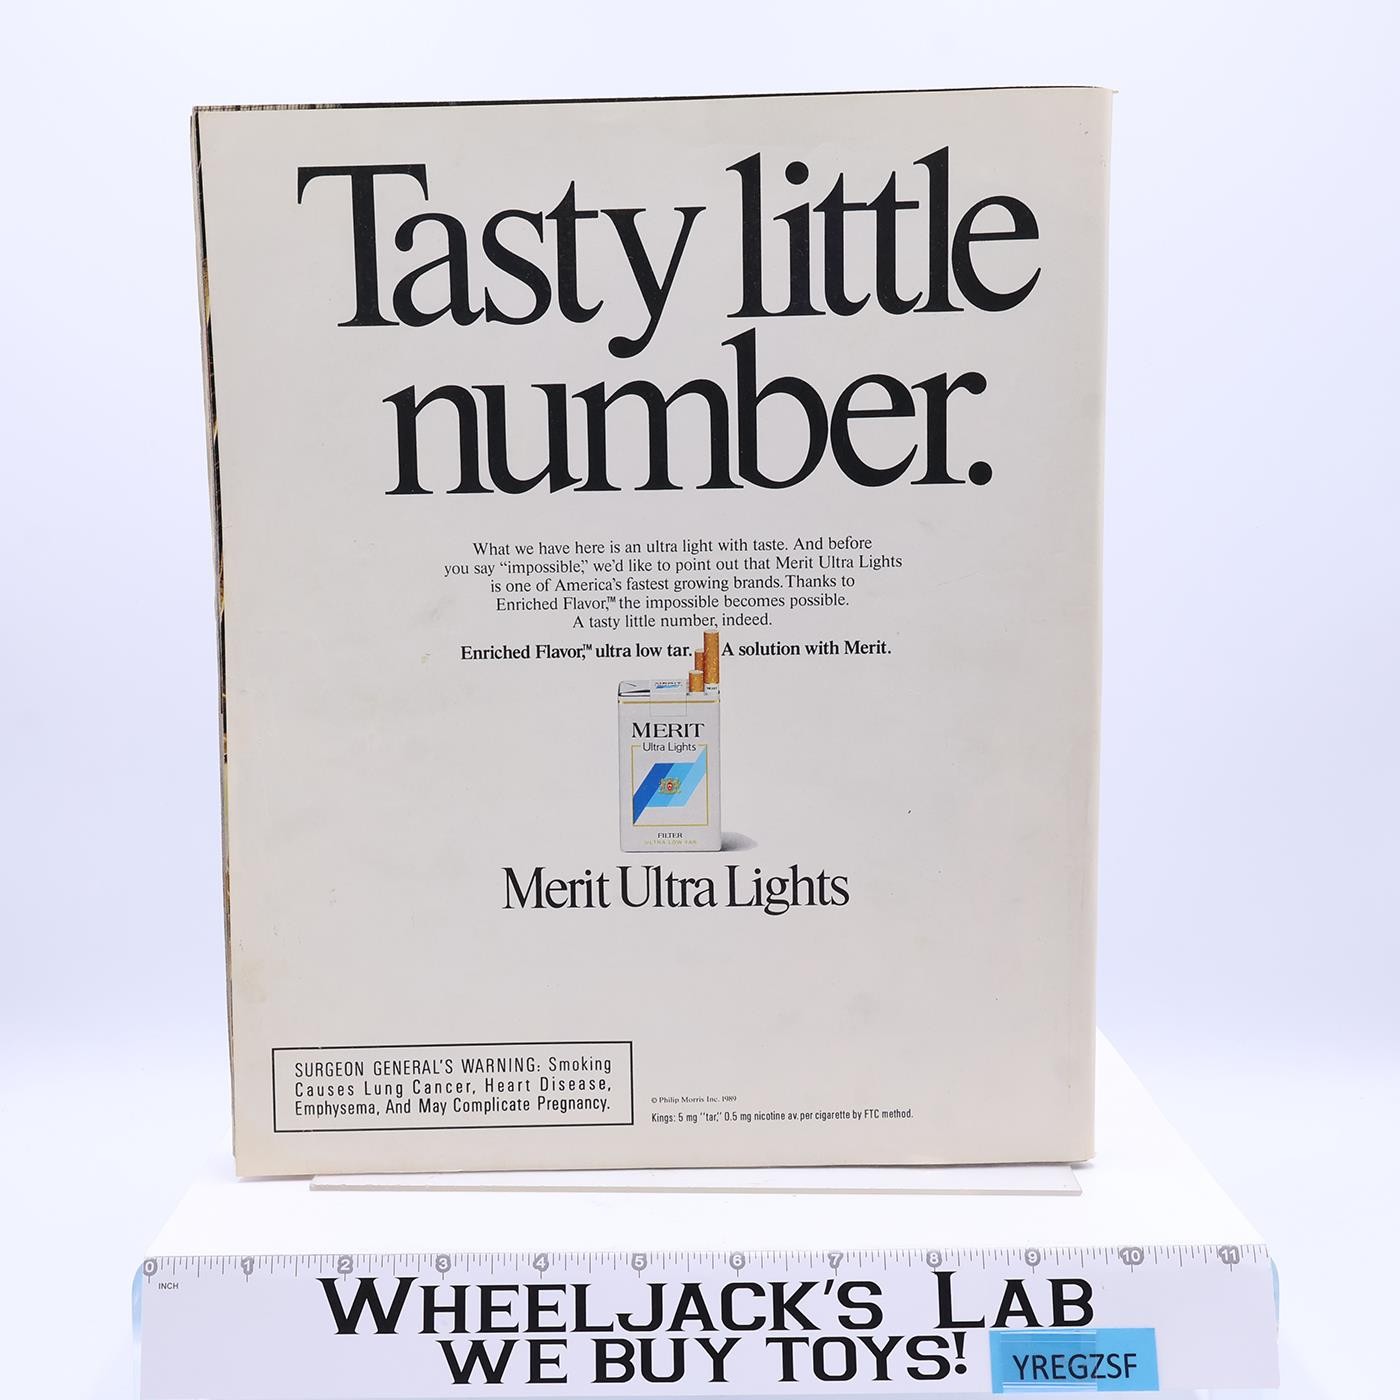 Tasty little
number.
What we have here is an ultra light with taste. And before
you say “impossible,” we’d like to point out that Merit Ultra Lights
is one of America’s fastest growing brands. Thanks to
Enriched Flavor,™ the impossible becomes possible.
A tasty little number, indeed.
Enriched Flavor,™ ultra low tar. A solution with Merit.
MERIT
MERIT
Ultra Lights
FILTER
ULTRA LOW TAR
Merit Ultra Lights
SURGEON GENERAL’S WARNING: Smoking
Causes Lung Cancer, Heart Disease,
Emphysema, And May Complicate Pregnancy.
© Philip Morris Inc. 1989
Kings: 5 mg "tar," 0.5 mg nicotine av. per cigarette by FTC method.
0 1 2 3 4 5 6 7 8 9 10 11
INCH
WHEELJACK'S LAB
WE BUY TOYS!
YREGZSF